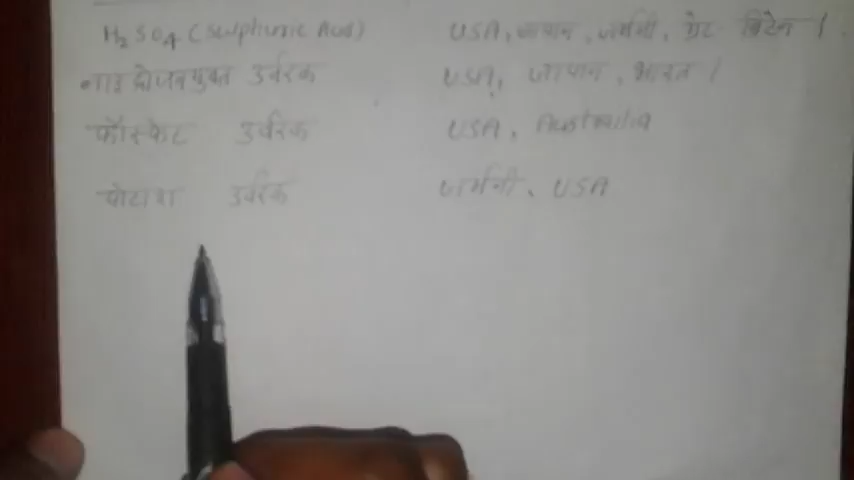 H₂SO₄ (Sulphuric Acid) USA, जापान, जर्मनी, ग्रेट ब्रिटेन ।
नाइट्रोजनयुक्त उर्वरक USA, जापान, भारत ।
फॉस्फेट उर्वरक USA, Australia
पोटाश उर्वरक जर्मनी, USA